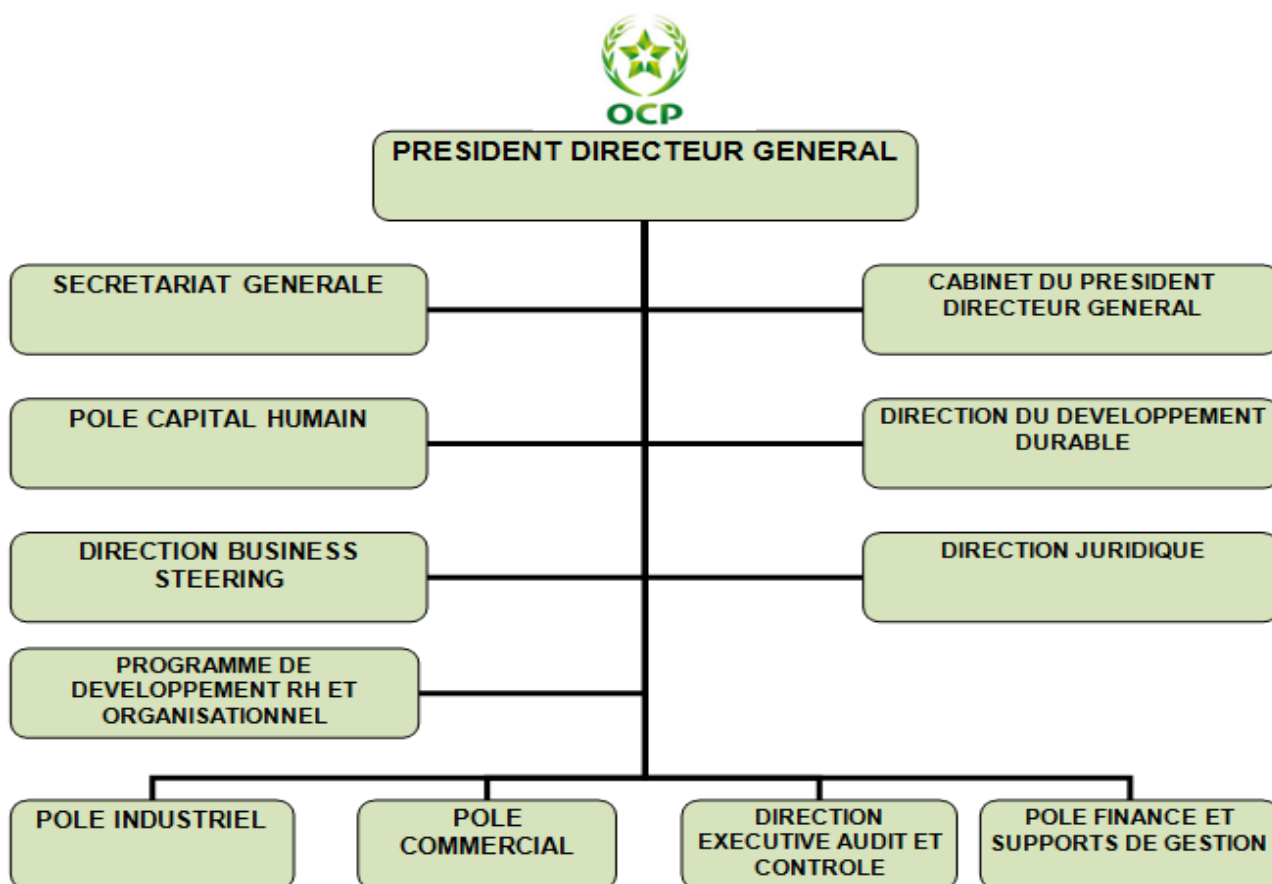 OCP
PRESIDENT DIRECTEUR GENERAL
SECRETARIAT GENERALE
CABINET DU PRESIDENT
DIRECTEUR GENERAL
POLE CAPITAL HUMAIN
DIRECTION DU DEVELOPPEMENT
DURABLE
DIRECTION BUSINESS
STEERING
DIRECTION JURIDIQUE
PROGRAMME DE
DEVELOPPEMENT RH ET
ORGANISATIONNEL
POLE INDUSTRIEL
POLE
COMMERCIAL
DIRECTION
EXECUTIVE AUDIT ET
CONTROLE
POLE FINANCE ET
SUPPORTS DE GESTION